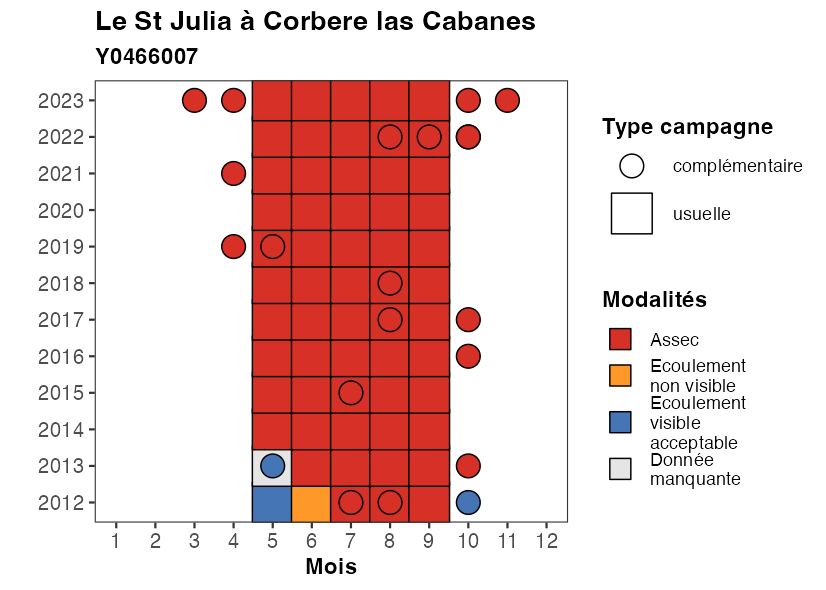 Le St Julia à Corbere las Cabanes
Y0466007
2023
2022
2021
2020
2019
2018
2017
2016
2015
2014
2013
2012
1 2 3 4 5 6 7 8 9 10 11 12
Mois
Type campagne
complémentaire
usuelle
Modalités
Assec
Ecoulement
non visible
Ecoulement
visible
acceptable
Donnée
manquante